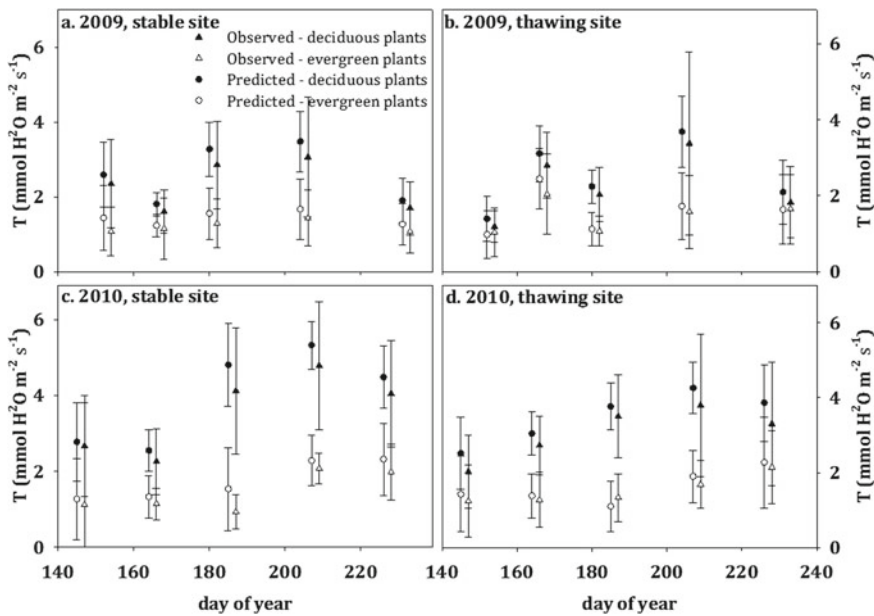 a. 2009, stable site
Observed - deciduous plants
Observed - evergreen plants
Predicted - deciduous plants
Predicted - evergreen plants
6
4
2
0
T (mmol H²O m⁻² s⁻¹)
b. 2009, thawing site
6
4
2
0
T (mmol H²O m⁻² s⁻¹)
c. 2010, stable site
6
4
2
0
T (mmol H²O m⁻² s⁻¹)
140 160 180 200 220
day of year
d. 2010, thawing site
6
4
2
0
T (mmol H²O m⁻² s⁻¹)
140 160 180 200 220 240
day of year